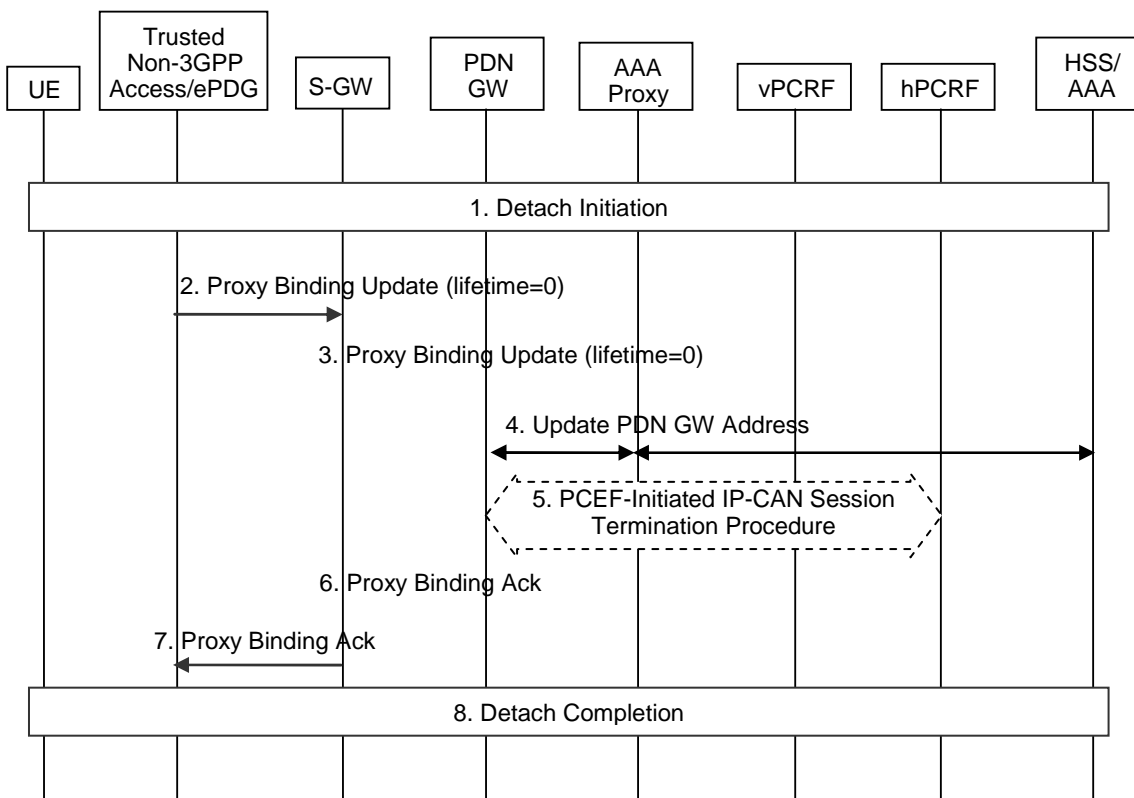 UE
Trusted
Non-3GPP
Access/ePDG
S-GW
PDN
GW
AAA
Proxy
vPCRF
hPCRF
HSS/
AAA
1. Detach Initiation
2. Proxy Binding Update (lifetime=0)
3. Proxy Binding Update (lifetime=0)
4. Update PDN GW Address
5. PCEF-Initiated IP-CAN Session
Termination Procedure
6. Proxy Binding Ack
7. Proxy Binding Ack
8. Detach Completion